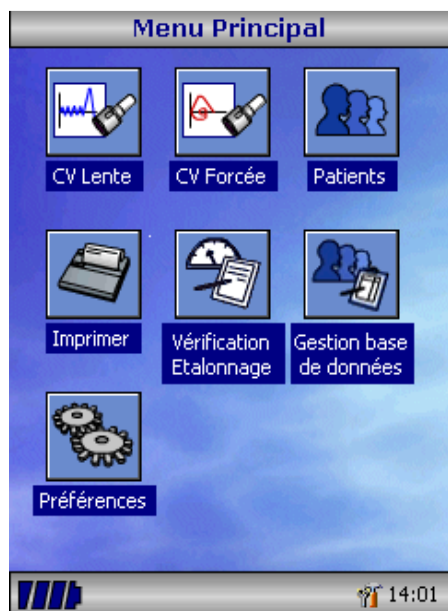 Menu Principal
CV Lente
CV Forcée
Patients
Imprimer
Vérification
Etalonnage
Gestion base
de données
Préférences
14:01